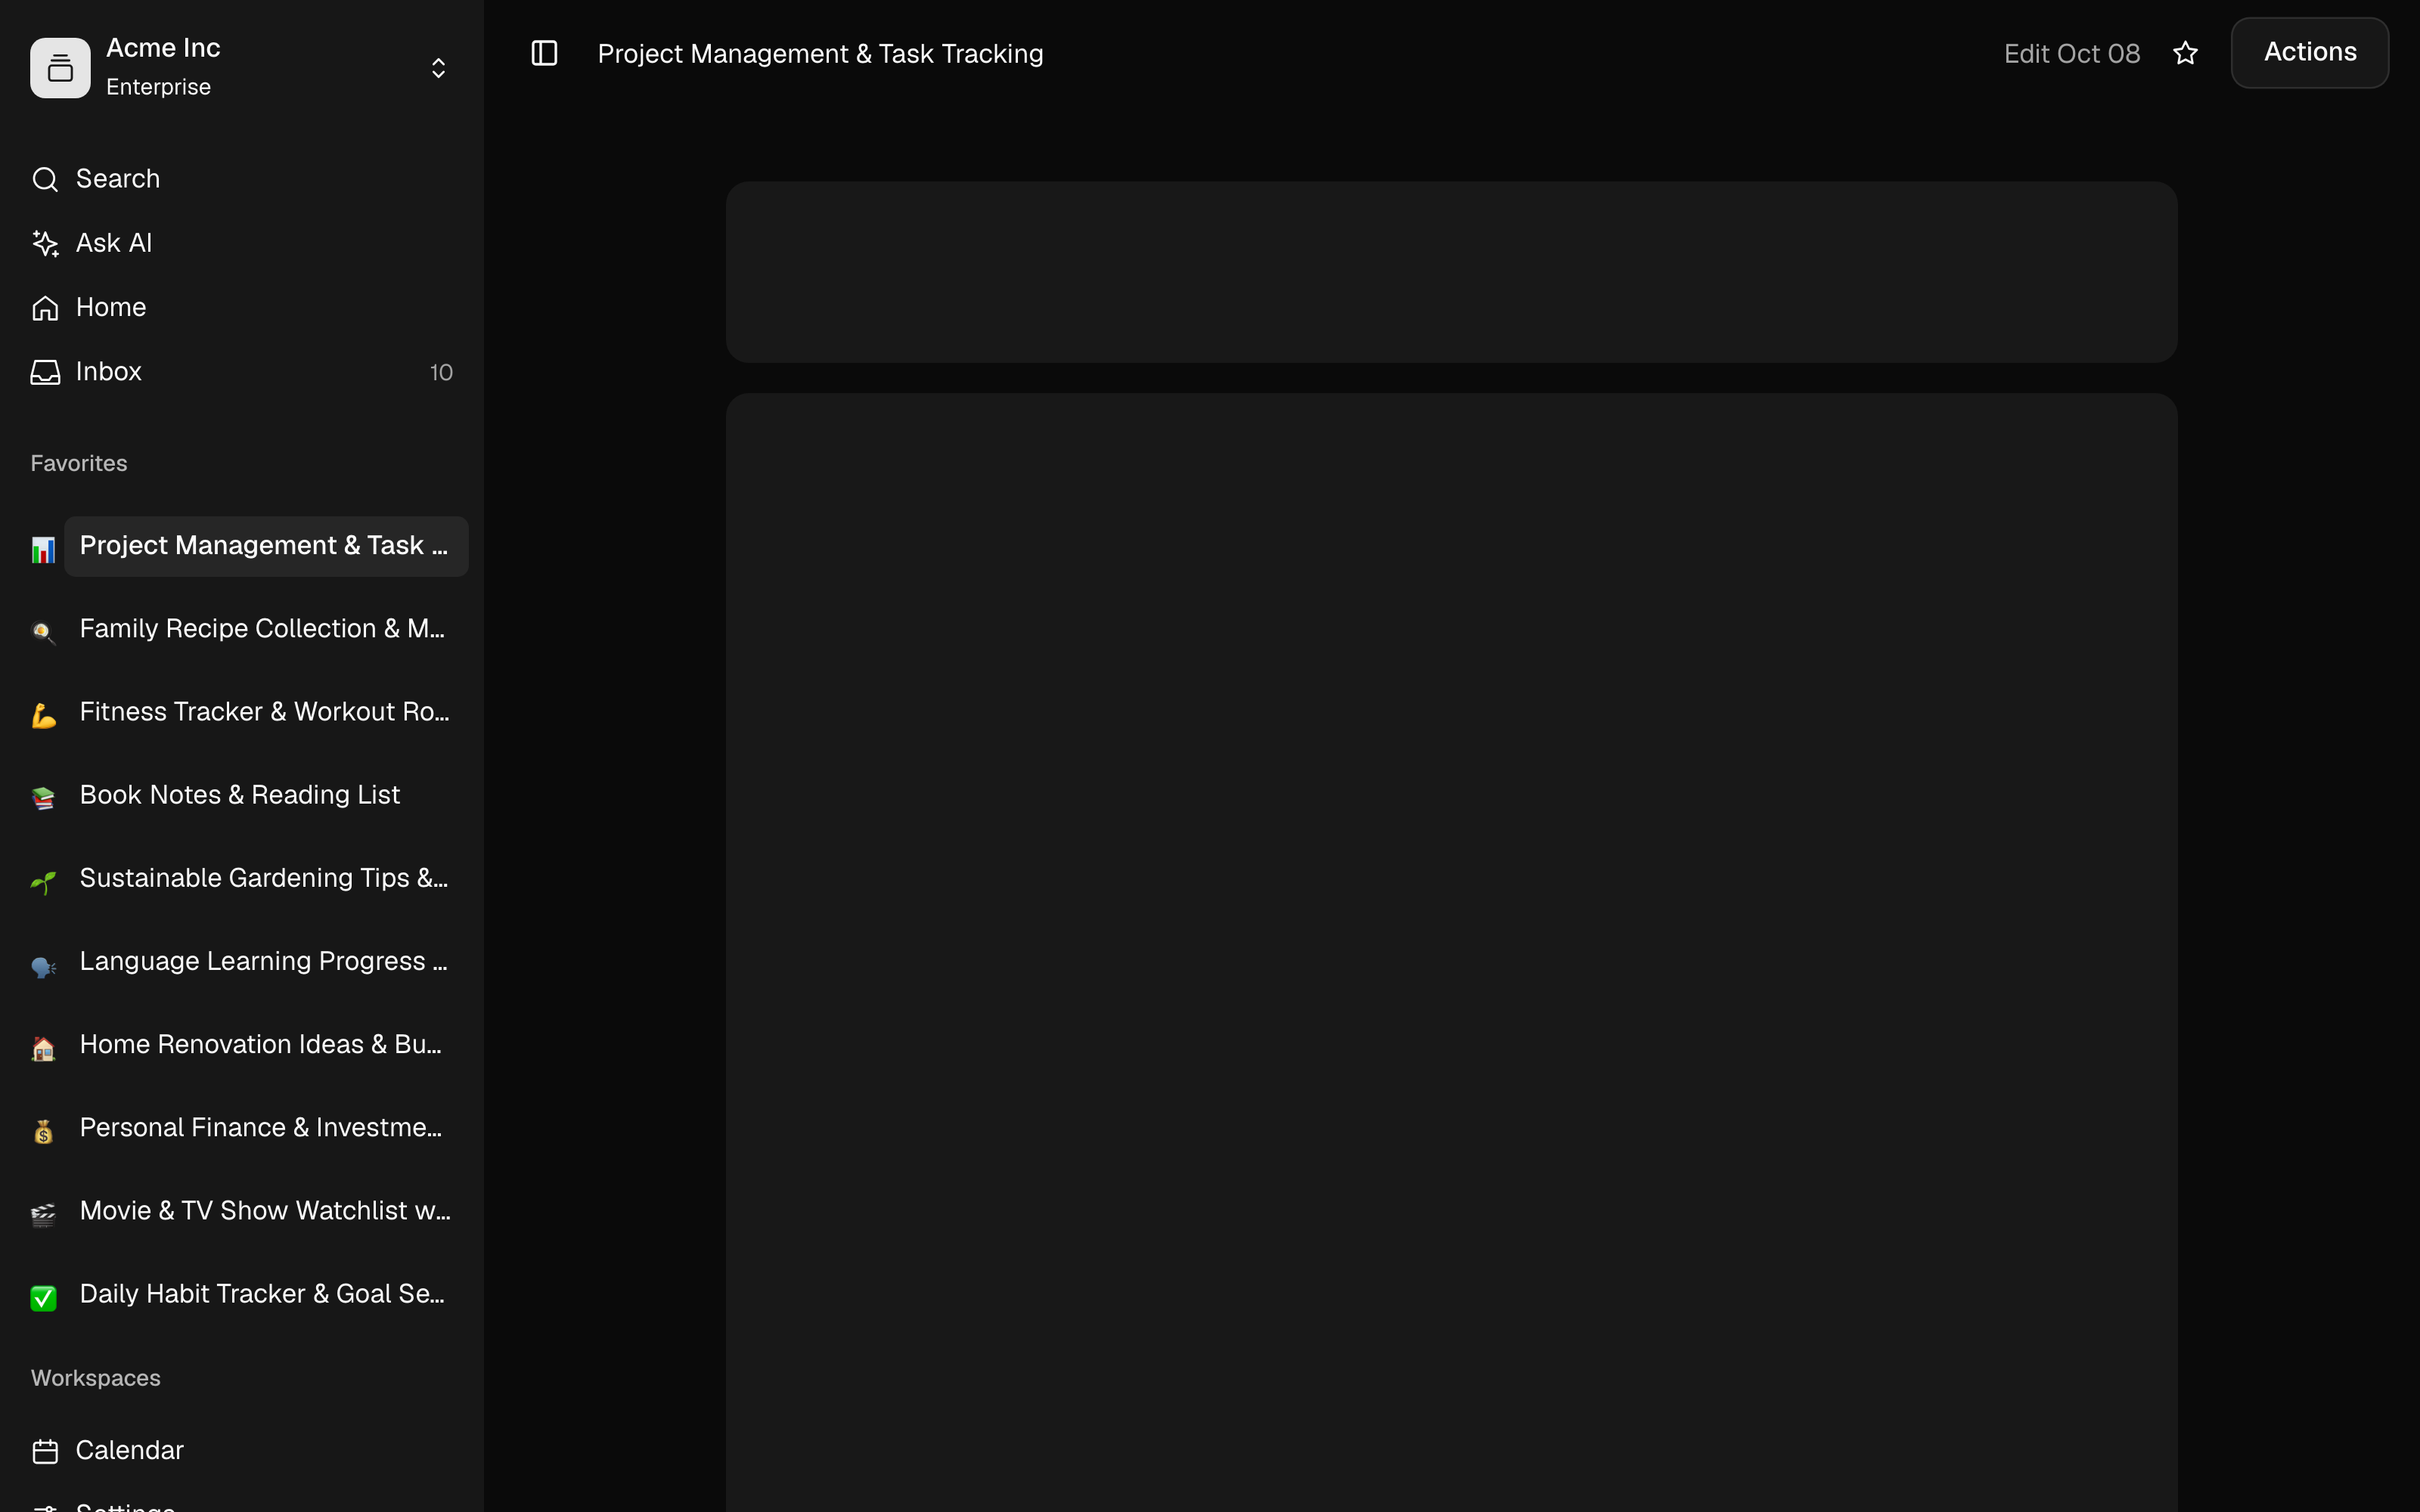 Acme Inc
Enterprise
Search
Ask AI
Home
Inbox 10
Favorites
Project Management & Task ...
Family Recipe Collection & M...
Fitness Tracker & Workout Ro...
Book Notes & Reading List
Sustainable Gardening Tips &...
Language Learning Progress ...
Home Renovation Ideas & Bu...
Personal Finance & Investme...
Movie & TV Show Watchlist w...
Daily Habit Tracker & Goal Se...
Workspaces
Calendar
Settings
Project Management & Task Tracking
Edit Oct 08
Actions